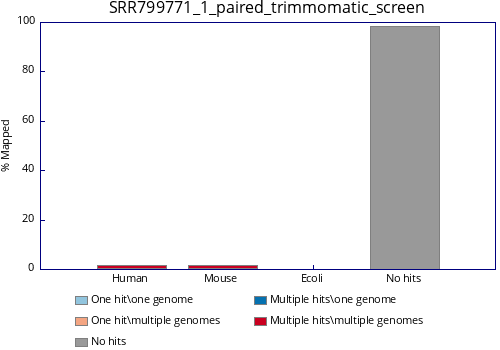 SRR799771_1_paired_trimmomatic_screen
100
80
60
40
20
0
% Mapped
Human Mouse Ecoli No hits
One hit\one genome Multiple hits\one genome
One hit\multiple genomes Multiple hits\multiple genomes
No hits